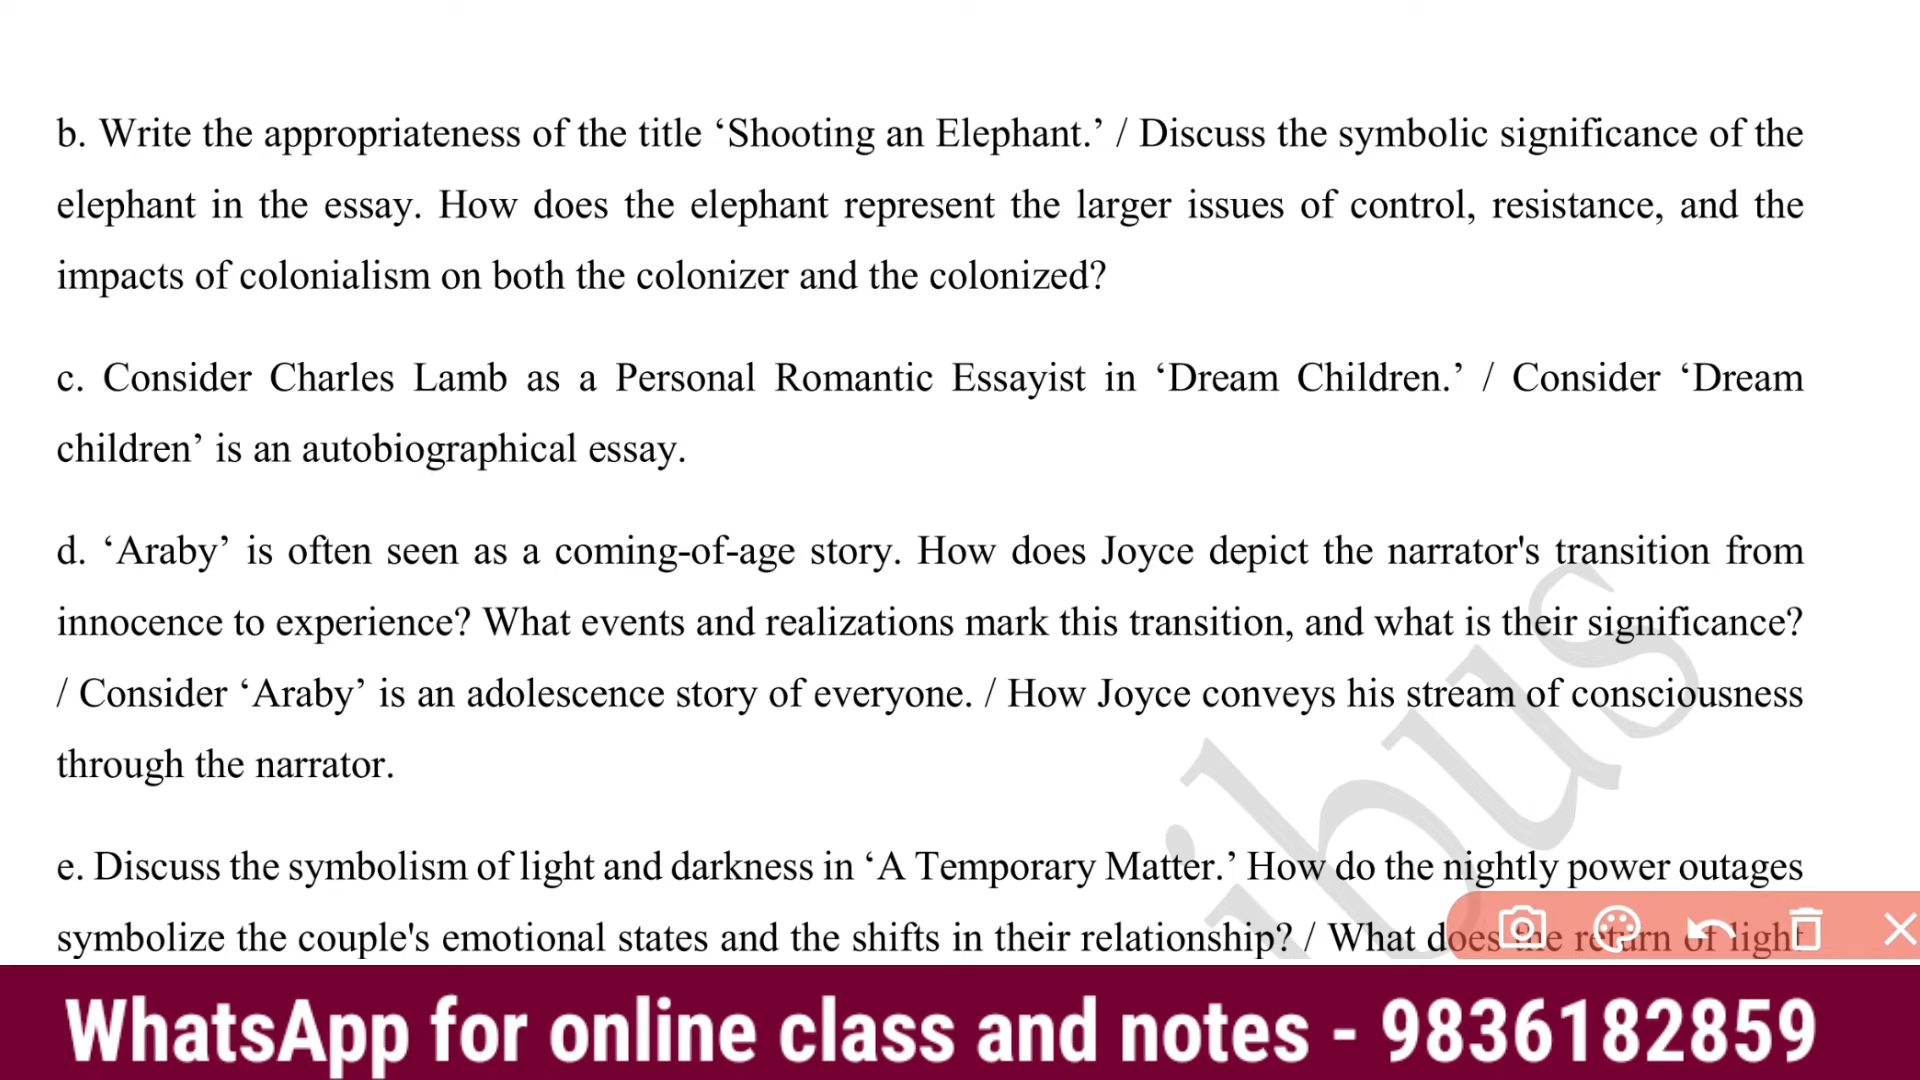 b. Write the appropriateness of the title ‘Shooting an Elephant.’ / Discuss the symbolic significance of the
elephant in the essay. How does the elephant represent the larger issues of control, resistance, and the
impacts of colonialism on both the colonizer and the colonized?
c. Consider Charles Lamb as a Personal Romantic Essayist in ‘Dream Children.’ / Consider ‘Dream
children’ is an autobiographical essay.
d. ‘Araby’ is often seen as a coming-of-age story. How does Joyce depict the narrator's transition from
innocence to experience? What events and realizations mark this transition, and what is their significance?
/ Consider ‘Araby’ is an adolescence story of everyone. / How Joyce conveys his stream of consciousness
through the narrator.
e. Discuss the symbolism of light and darkness in ‘A Temporary Matter.’ How do the nightly power outages
symbolize the couple's emotional states and the shifts in their relationship? / What does the return of light
ibus
WhatsApp for online class and notes - 9836182859